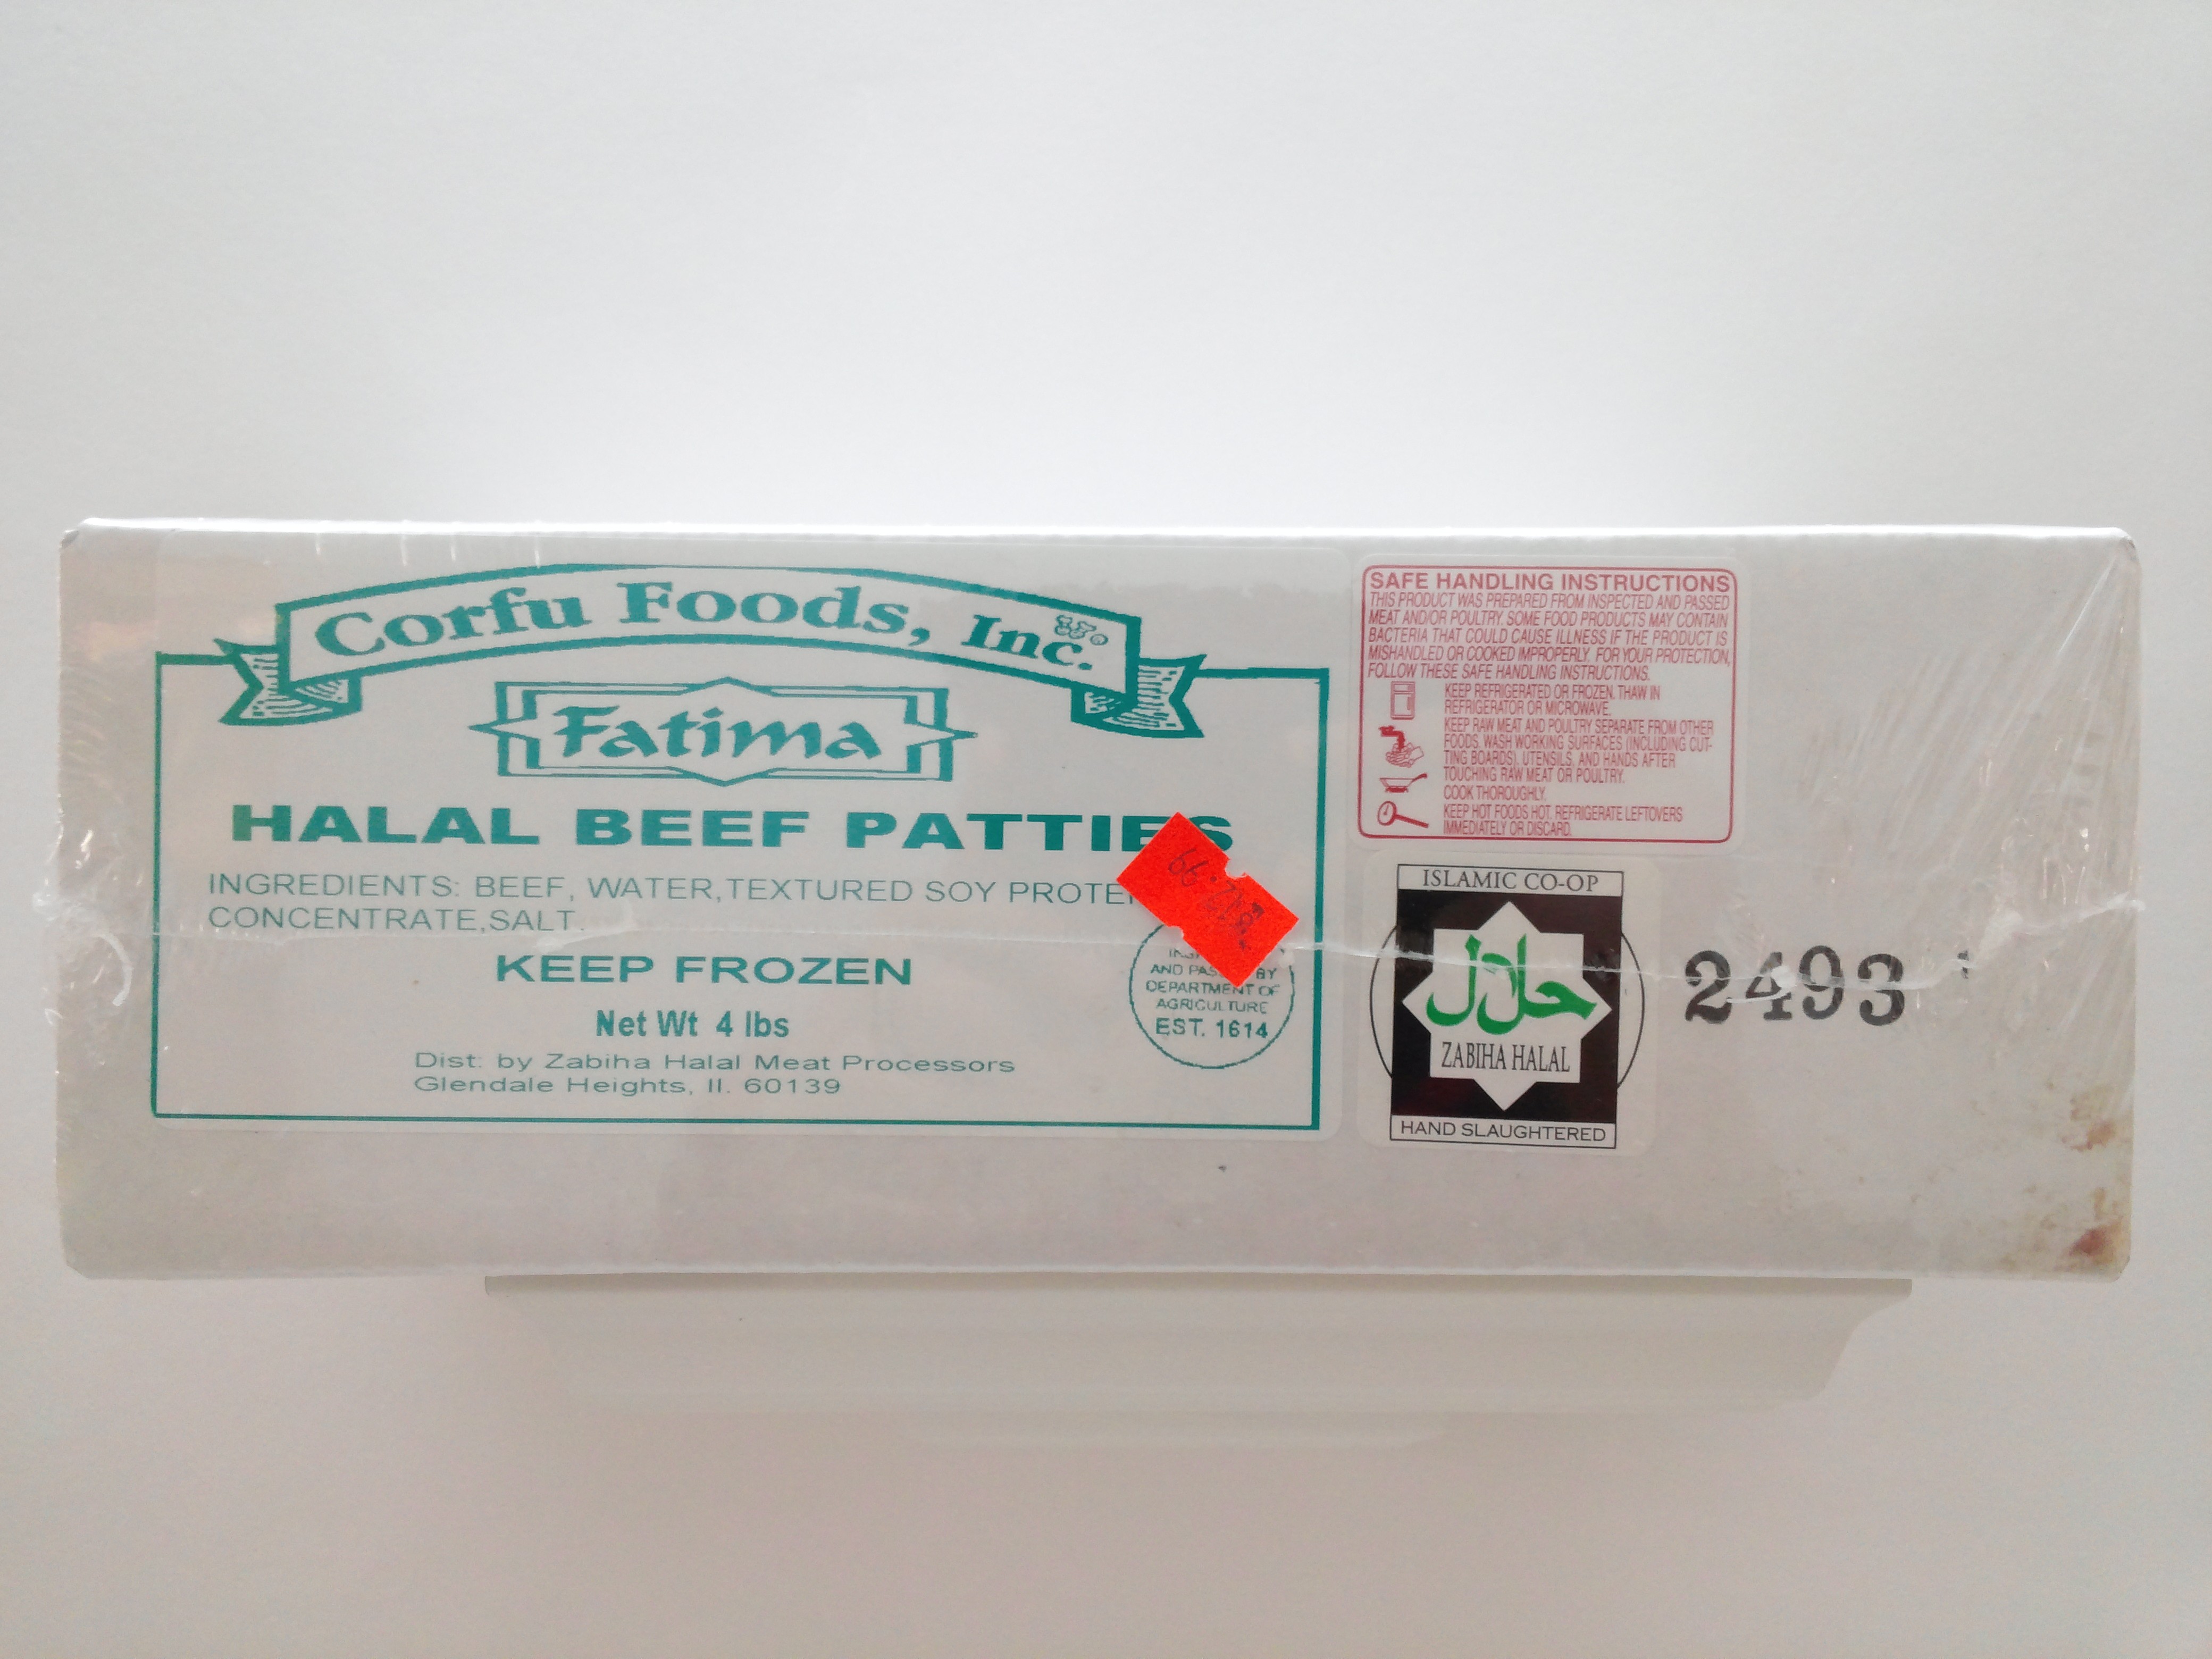 Corfu Foods, Inc.
Fatima
HALAL BEEF PATTIES
INGREDIENTS: BEEF, WATER,TEXTURED SOY
CONCENTRATE,SALT.
KEEP FROZEN
Net Wt 4 lbs
Dist: by Zabiha Halal Meat Processors
Glendale Heights, Il. 60139
AND BY
DEPARTMENT OF
AGRICULTURE
EST. 1614
SAFE HANDLING INSTRUCTIONS
THIS PRODUCT WAS PREPARED FROM INSPECTED AND PASSED
MEAT AND/OR POULTRY. SOME FOOD PRODUCTS MAY CONTAIN
BACTERIA THAT COULD CAUSE ILLNESS IF THE PRODUCT IS
MISHANDLED OR COOKED IMPROPERLY. FOR YOUR PROTECTION,
FOLLOW THESE SAFE HANDLING INSTRUCTIONS.
KEEP REFRIGERATED OR FROZEN. THAW IN
REFRIGERATOR OR MICROWAVE.
KEEP RAW MEAT AND POULTRY SEPARATE FROM OTHER
FOODS. WASH WORKING SURFACES (INCLUDING CUT-
TING BOARDS), UTENSILS, AND HANDS AFTER
TOUCHING RAW MEAT OR POULTRY.
COOK THOROUGHLY.
KEEP HOT FOODS HOT. REFRIGERATE LEFTOVERS
IMMEDIATELY OR DISCARD.
ISLAMIC CO-OP
حلال
ZABIHA HALAL
HAND SLAUGHTERED
2493